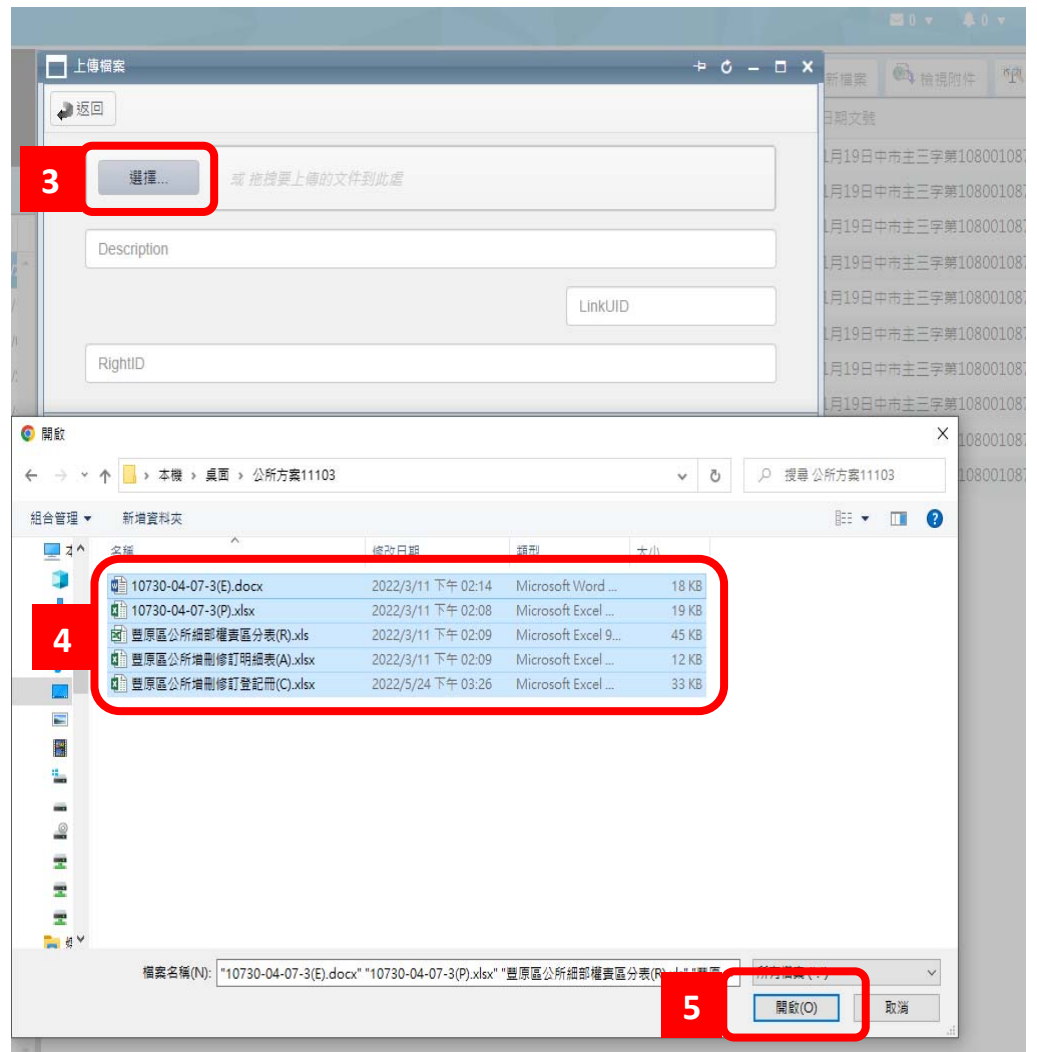 0 0
上傳檔案
新檔案 檢視附件
返回
日期文號
3
選擇...
或 拖拽要上傳的文件到此處
1月19日中市主三字第108001087
1月19日中市主三字第108001087
1月19日中市主三字第108001087
Description
1月19日中市主三字第108001087
LinkUID
1月19日中市主三字第108001087
1月19日中市主三字第108001087
RightID
1月19日中市主三字第108001087
1月19日中市主三字第108001087
開啟
108001087
本機 › 桌面 › 公所方案11103
搜尋 公所方案11103
108001087
組合管理 新增資料夾
名稱 修改日期 類型 大小
10730-04-07-3(E).docx 2022/3/11 下午 02:14 Microsoft Word ... 18 KB
10730-04-07-3(P).xlsx 2022/3/11 下午 02:08 Microsoft Excel ... 19 KB
4
豐原區公所細部權責區分表(R).xls 2022/3/11 下午 02:09 Microsoft Excel 9... 45 KB
豐原區公所增刪修訂明細表(A).xlsx 2022/3/11 下午 02:09 Microsoft Excel ... 12 KB
豐原區公所增刪修訂登記冊(C).xlsx 2022/5/24 下午 03:26 Microsoft Excel ... 33 KB
檔案名稱(N): "10730-04-07-3(E).docx" "10730-04-07-3(P).xlsx" "豐原區公所細部權責區分表(R)
所有檔案
5
開啟(O) 取消